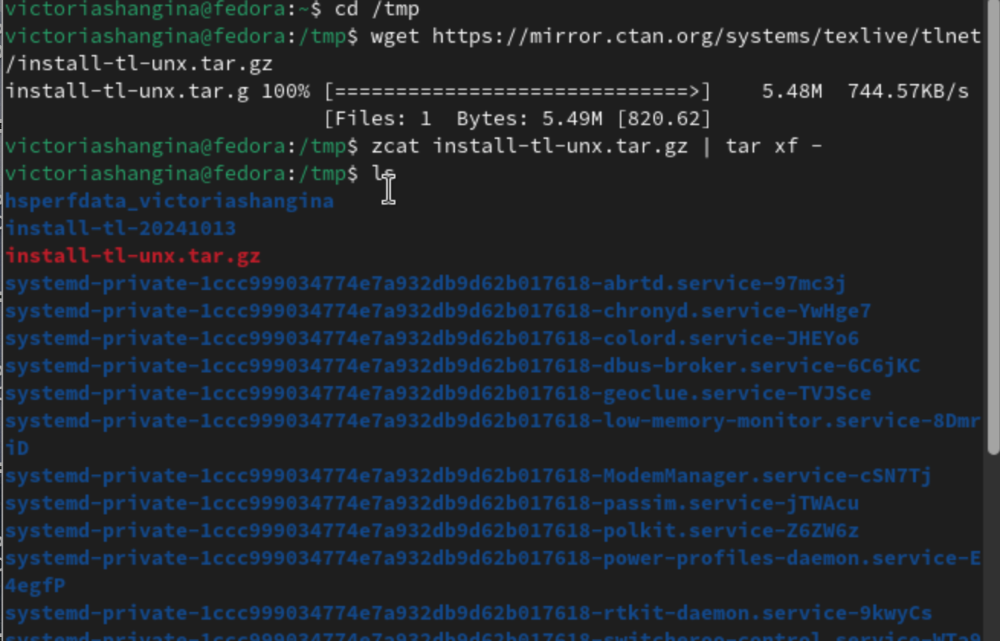 victoriashangina@fedora:~$ cd /tmp
victoriashangina@fedora:/tmp$ wget https://mirror.ctan.org/systems/texlive/tlnet
/install-tl-unx.tar.gz
install-tl-unx.tar.g 100% [=============================>]    5.48M  744.57KB/s
                          [Files: 1  Bytes: 5.49M [820.62]
victoriashangina@fedora:/tmp$ zcat install-tl-unx.tar.gz | tar xf -
victoriashangina@fedora:/tmp$ ls
hsperfdata_victoriashangina
install-tl-20241013
install-tl-unx.tar.gz
systemd-private-1ccc999034774e7a932db9d62b017618-abrtd.service-97mc3j
systemd-private-1ccc999034774e7a932db9d62b017618-chronyd.service-YwHge7
systemd-private-1ccc999034774e7a932db9d62b017618-colord.service-JHEYo6
systemd-private-1ccc999034774e7a932db9d62b017618-dbus-broker.service-6C6jKC
systemd-private-1ccc999034774e7a932db9d62b017618-geoclue.service-TVJSce
systemd-private-1ccc999034774e7a932db9d62b017618-low-memory-monitor.service-8Dmr
iD
systemd-private-1ccc999034774e7a932db9d62b017618-ModemManager.service-cSN7Tj
systemd-private-1ccc999034774e7a932db9d62b017618-passim.service-jTWAcu
systemd-private-1ccc999034774e7a932db9d62b017618-polkit.service-Z6ZW6z
systemd-private-1ccc999034774e7a932db9d62b017618-power-profiles-daemon.service-E
4egfP
systemd-private-1ccc999034774e7a932db9d62b017618-rtkit-daemon.service-9kwyCs